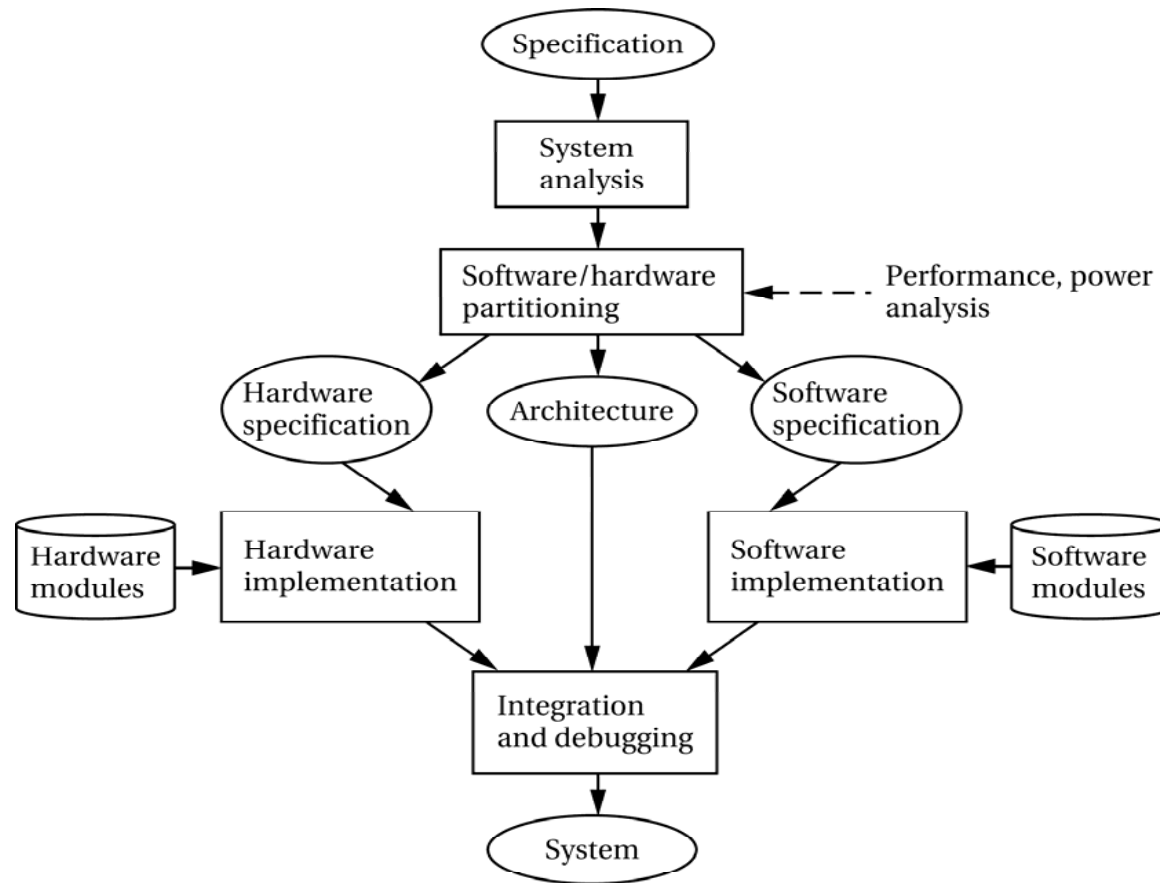 Specification
System
analysis
Software/hardware
partitioning
Performance, power
analysis
Hardware
specification
Architecture
Software
specification
Hardware
modules
Hardware
implementation
Software
implementation
Software
modules
Integration
and debugging
System